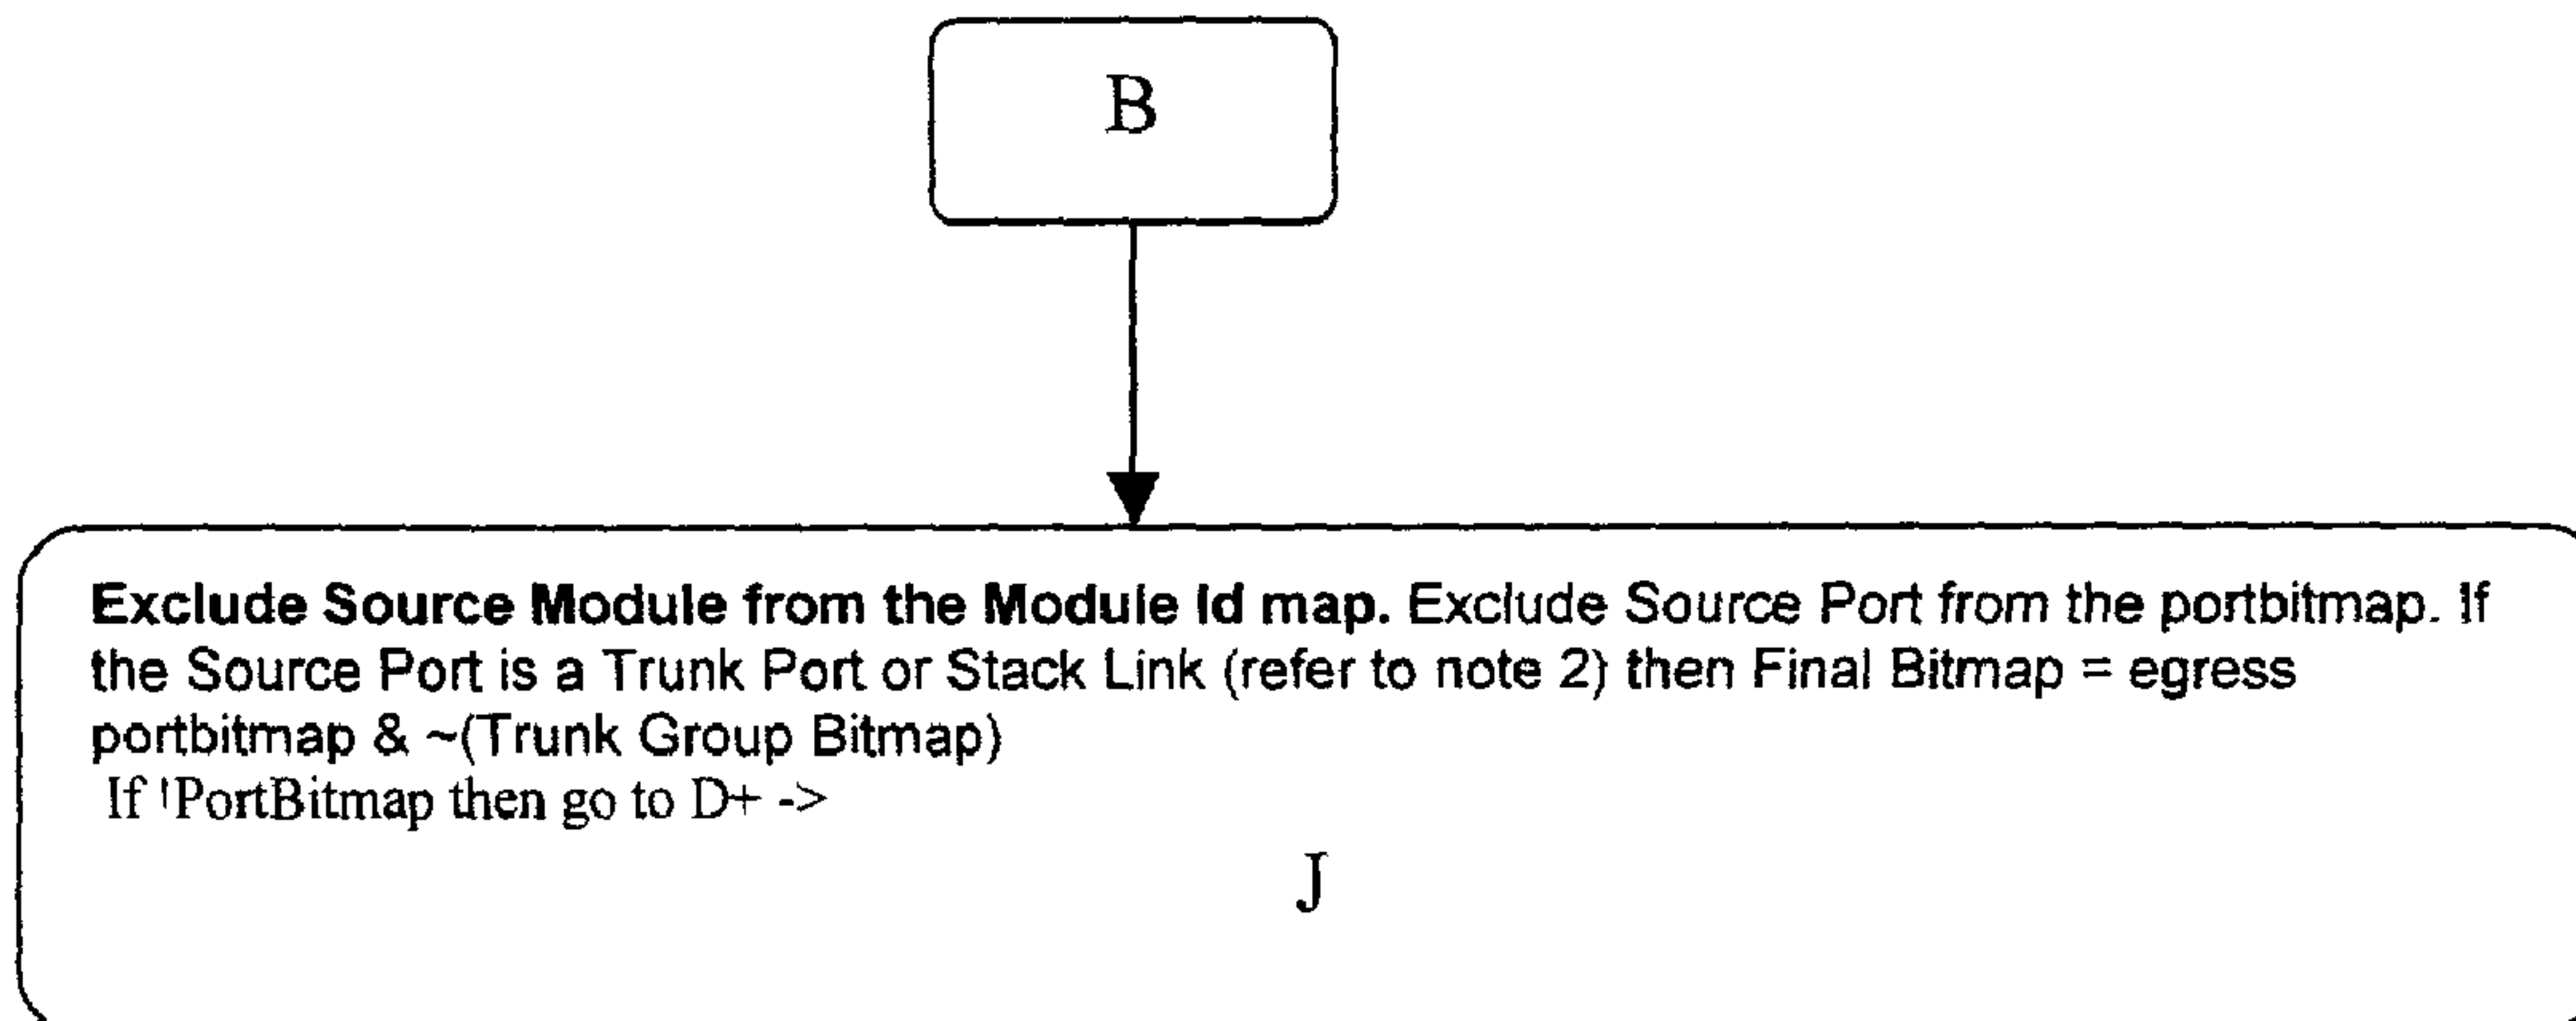 B
Exclude Source Module from the Module Id map. Exclude Source Port from the portbitmap. If
the Source Port is a Trunk Port or Stack Link (refer to note 2) then Final Bitmap = egress
portbitmap & ~(Trunk Group Bitmap)
If !PortBitmap then go to D+ ->
J